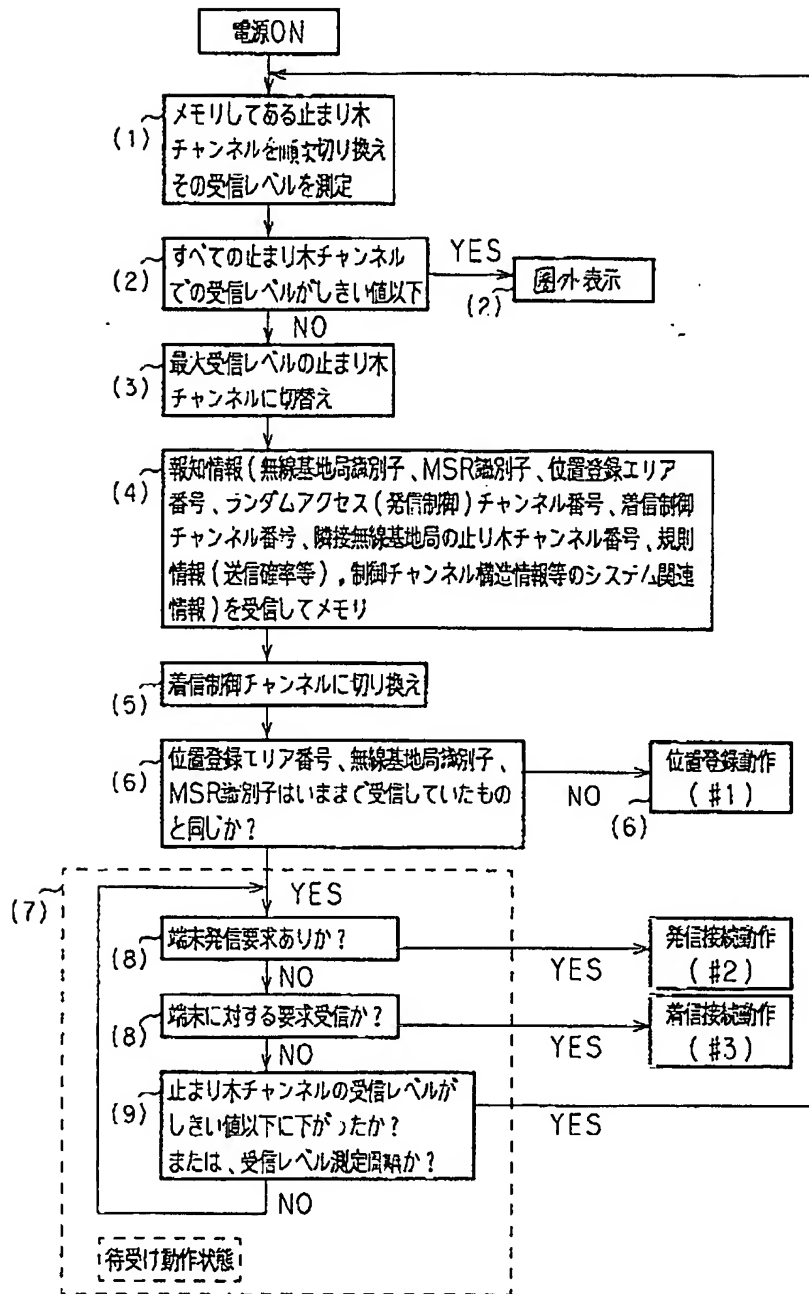 電源ON
(1)
メモリしてある止まり木
チャンネルを順次切り換え
その受信レベルを測定
(2)
すべての止まり木チャンネル
での受信レベルがしきい値以下
YES
(2)
圏外表示
NO
(3)
最大受信レベルの止まり木
チャンネルに切替え
(4)
報知情報(無線基地局識別子、MSR識別子、位置登録エリア
番号、ランダムアクセス(発信制御)チャンネル番号、着信制御
チャンネル番号、隣接無線基地局の止り木チャンネル番号、規則
情報(送信確率等),制御チャンネル構造情報等のシステム関連
情報)を受信してメモリ
(5)
着信制御チャンネルに切り換え
(6)
位置登録エリア番号、無線基地局識別子、
MSR識別子はいままで受信していたもの
と同じか?
NO
(6)
位置登録動作
(#1)
(7)
YES
(8)
端末発信要求ありか?
YES
発信接続動作
(#2)
NO
(8)
端末に対する要求受信か?
YES
着信接続動作
(#3)
NO
(9)
止まり木チャンネルの受信レベルが
しきい値以下に下がったか?
または、受信レベル測定周期か?
YES
NO
待受け動作状態